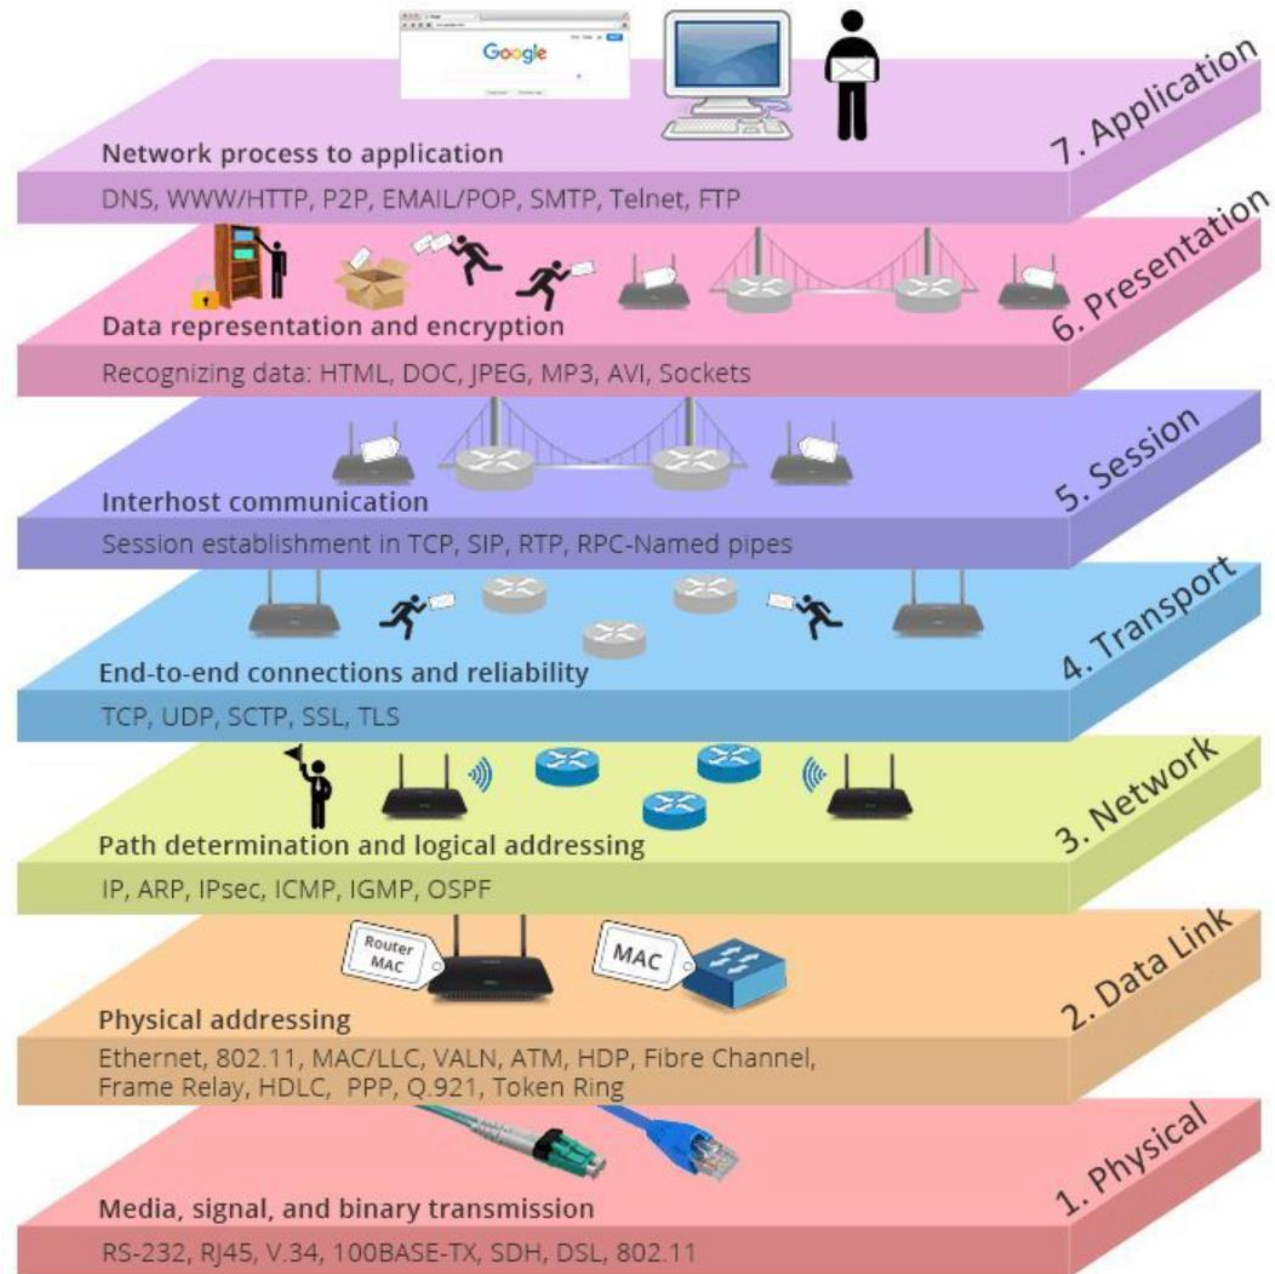 Google
Network process to application
7. Application
DNS, WWW/HTTP, P2P, EMAIL/POP, SMTP, Telnet, FTP
Data representation and encryption
6. Presentation
Recognizing data: HTML, DOC, JPEG, MP3, AVI, Sockets
Interhost communication
5. Session
Session establishment in TCP, SIP, RTP, RPC-Named pipes
End-to-end connections and reliability
4. Transport
TCP, UDP, SCTP, SSL, TLS
Path determination and logical addressing
3. Network
IP, ARP, IPsec, ICMP, IGMP, OSPF
Router
MAC
MAC
Physical addressing
2. Data Link
Ethernet, 802.11, MAC/LLC, VALN, ATM, HDP, Fibre Channel,
Frame Relay, HDLC, PPP, Q.921, Token Ring
Media, signal, and binary transmission
1. Physical
RS-232, RJ45, V.34, 100BASE-TX, SDH, DSL, 802.11